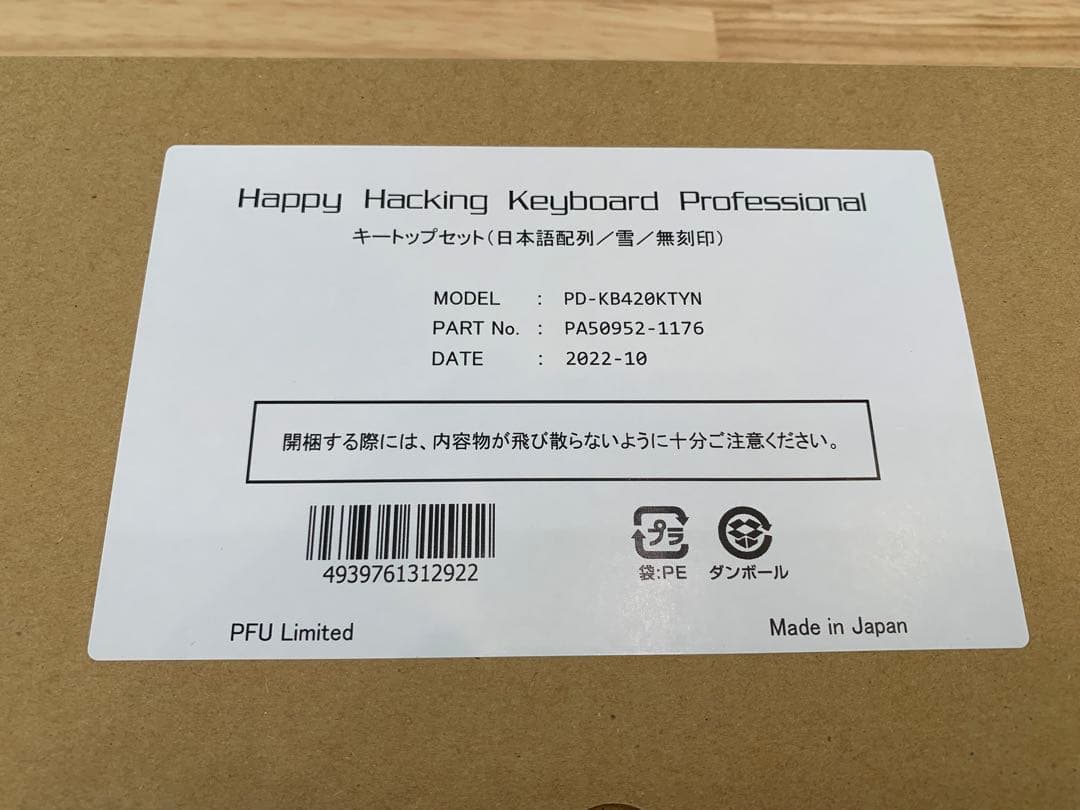 Happy Hacking Keyboard Professional
キートップセット(日本語配列／雪／無刻印)
MODEL : PD-KB420KTYN
PART No. : PA50952-1176
DATE : 2022-10
開梱する際には、内容物が飛び散らないように十分ご注意ください。
4939761312922
プラ
袋:PE ダンボール
PFU Limited
Made in Japan